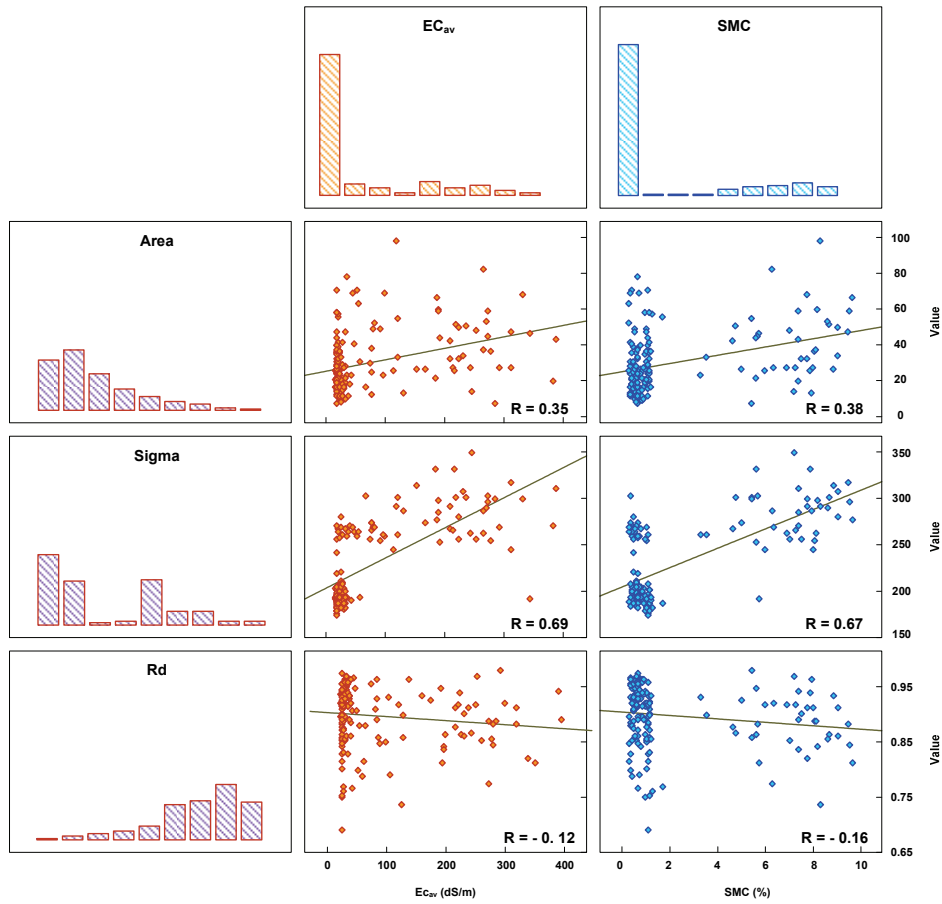 ECav SMC
Area
100
80
60
40
20
0
Value
R = 0.35 R = 0.38
Sigma
350
300
250
200
150
Value
R = 0.69 R = 0.67
Rd
0.95
0.85
0.75
0.65
Value
R = - 0. 12 R = -0.16
0 100 200 300 400 0 2 4 6 8 10
Ecav (dS/m) SMC (%)